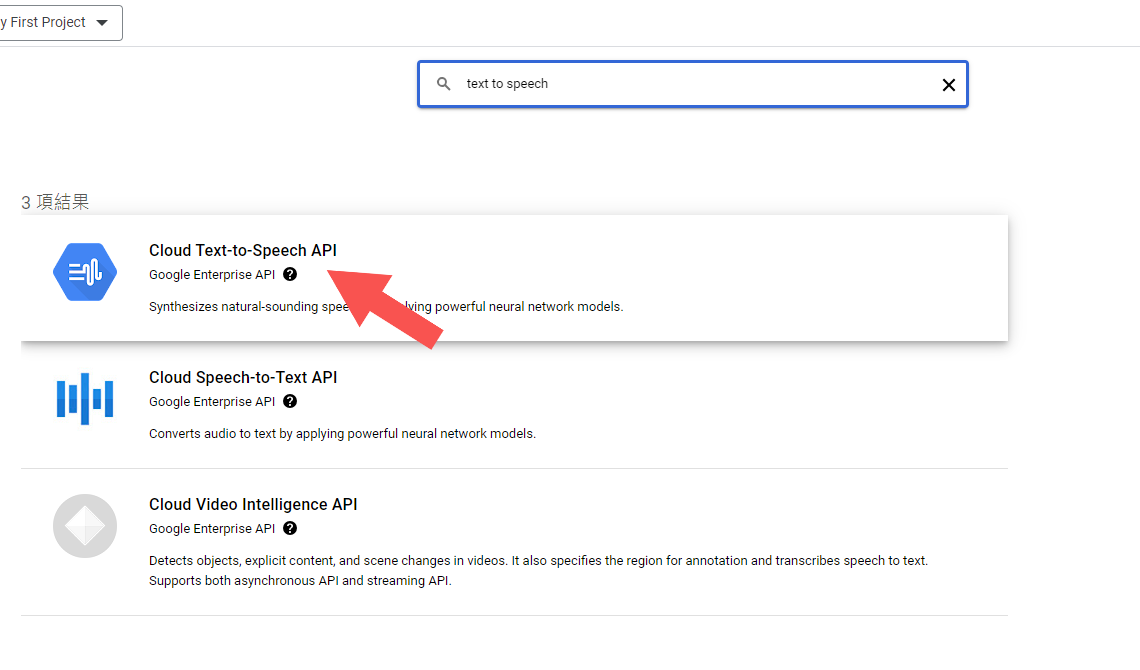 y First Project
text to speech
3 項結果
Cloud Text-to-Speech API
Google Enterprise API
Synthesizes natural-sounding powerful neural network models.
Cloud Speech-to-Text API
Google Enterprise API
Converts audio to text by applying powerful neural network models.
Cloud Video Intelligence API
Google Enterprise API
Detects objects, explicit content, and scene changes in videos. It also specifies the region for annotation and transcribes speech to text.
Supports both asynchronous API and streaming API.